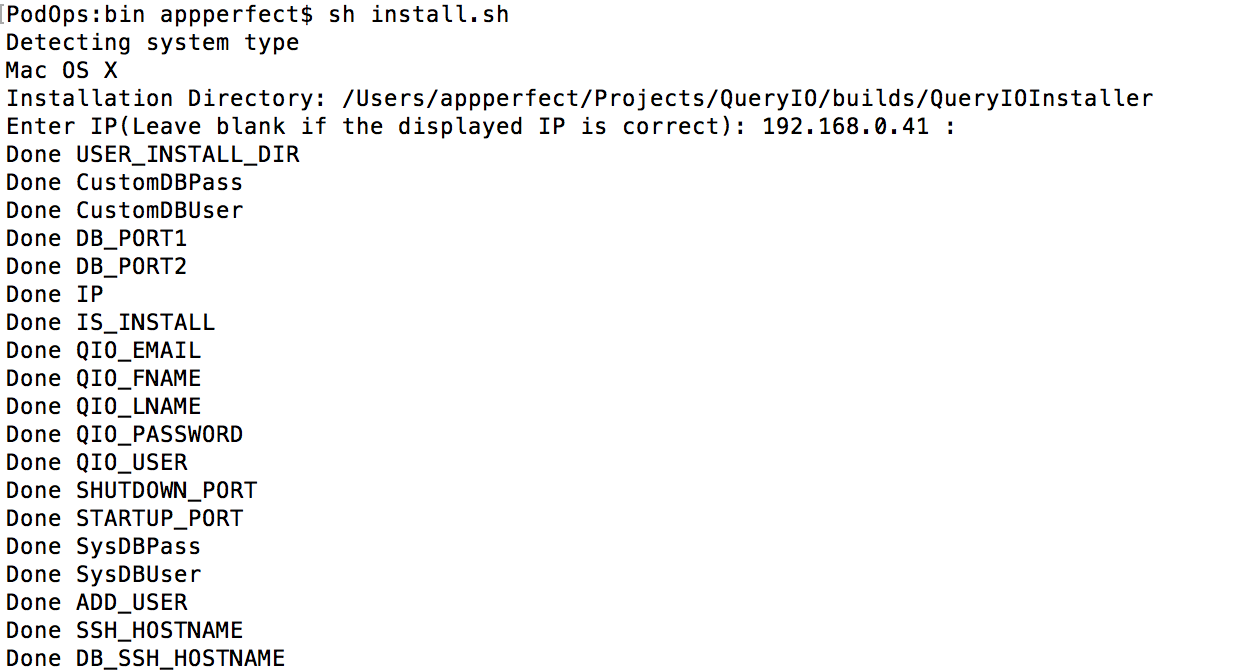 [PodOps:bin appperfect$ sh install.sh
Detecting system type
Mac OS X
Installation Directory: /Users/appperfect/Projects/QueryIO/builds/QueryIOInstaller
Enter IP(Leave blank if the displayed IP is correct): 192.168.0.41 :
Done USER_INSTALL_DIR
Done CustomDBPass
Done CustomDBUser
Done DB_PORT1
Done DB_PORT2
Done IP
Done IS_INSTALL
Done QIO_EMAIL
Done QIO_FNAME
Done QIO_LNAME
Done QIO_PASSWORD
Done QIO_USER
Done SHUTDOWN_PORT
Done STARTUP_PORT
Done SysDBPass
Done SysDBUser
Done ADD_USER
Done SSH_HOSTNAME
Done DB_SSH_HOSTNAME